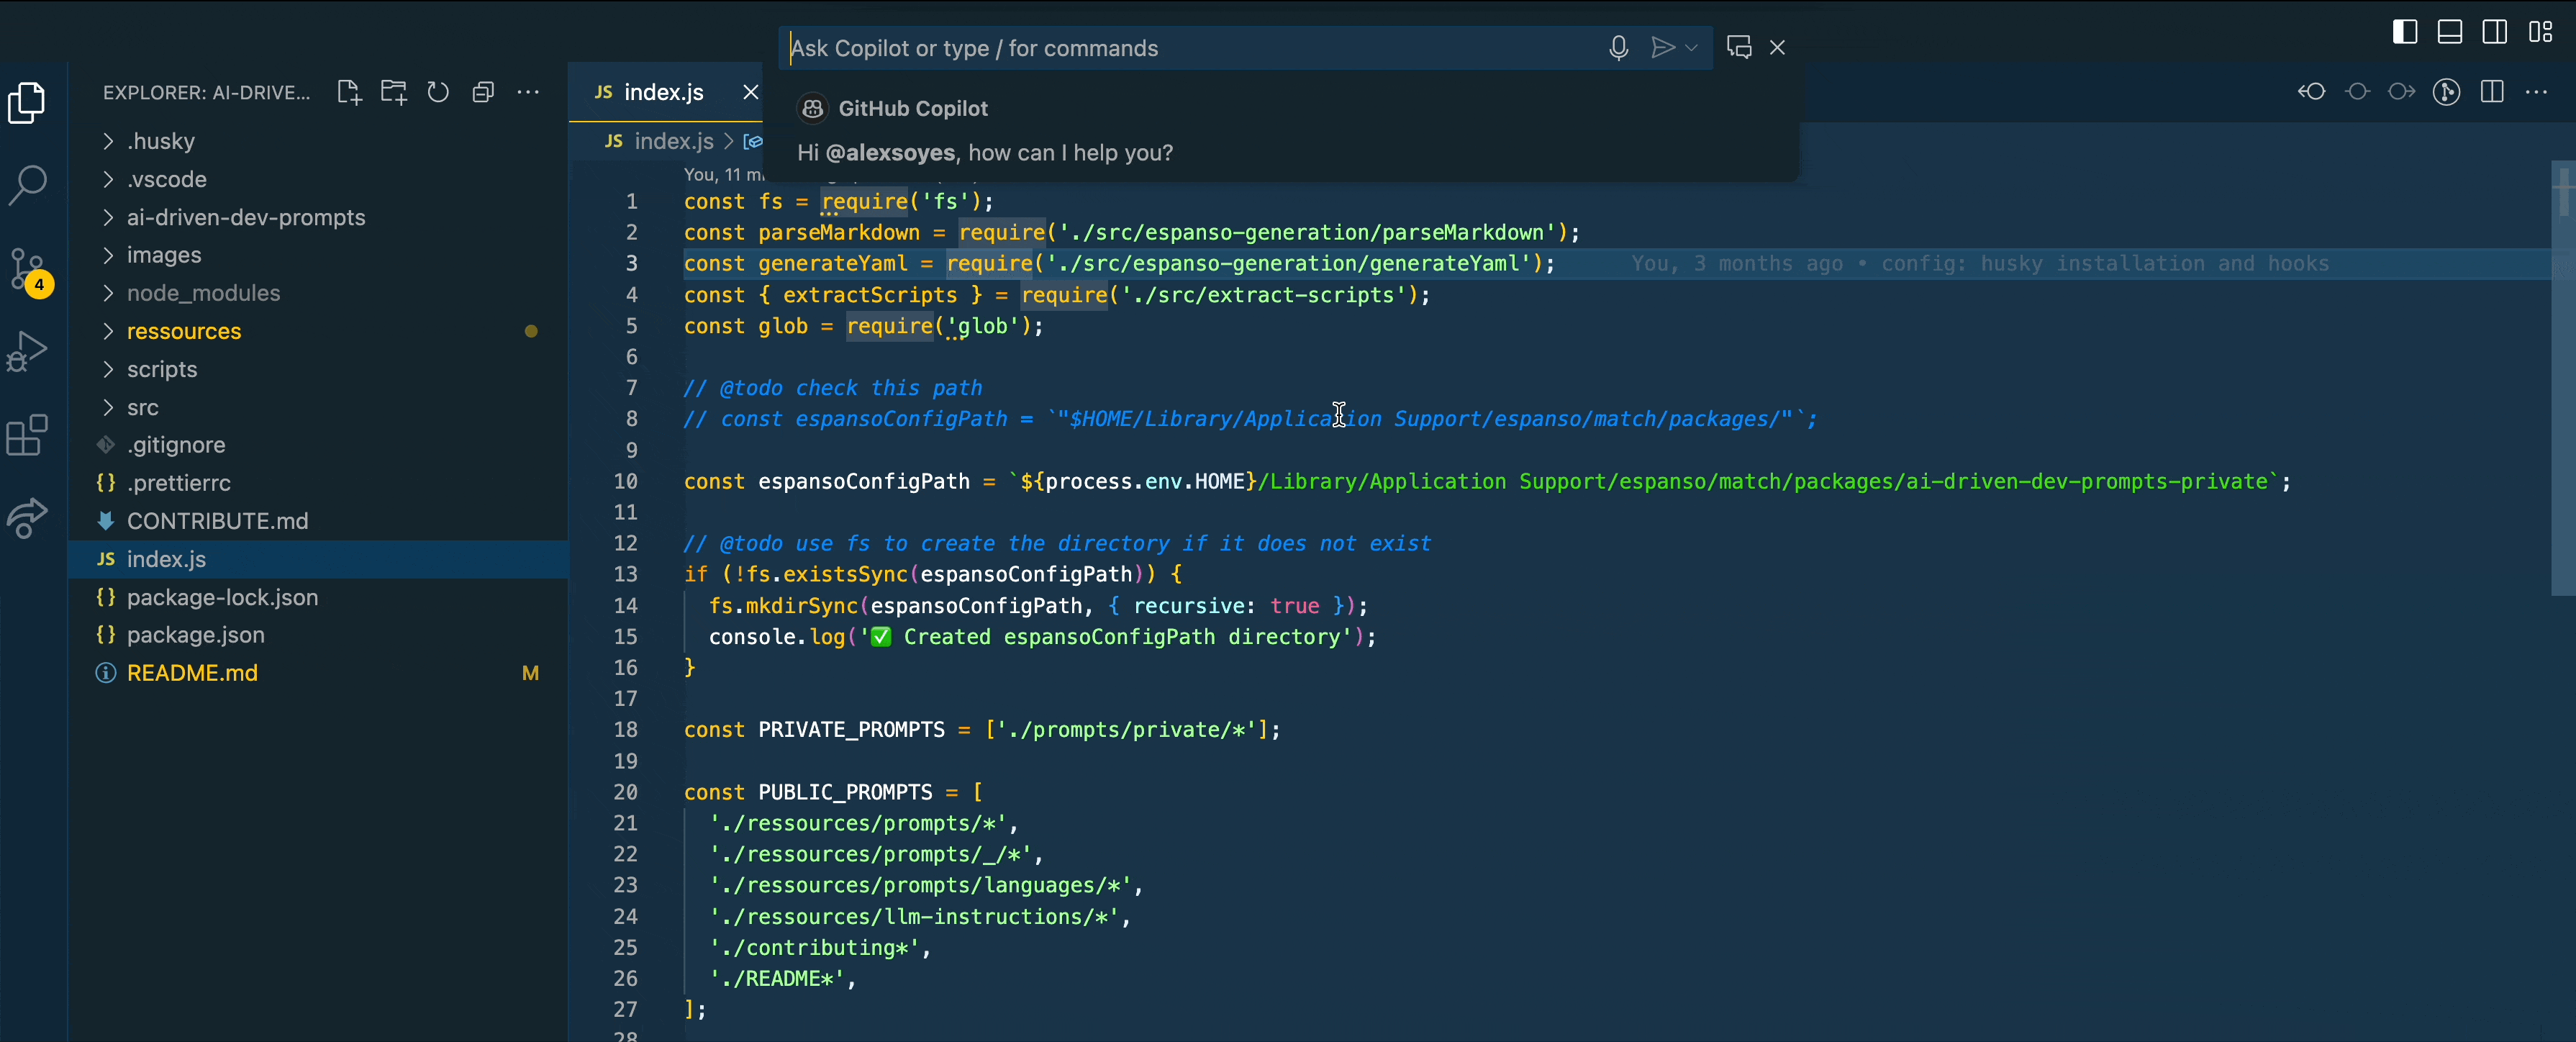 Ask Copilot or type / for commands
GitHub Copilot
Hi @alexsoyes, how can I help you?
EXPLORER: AI-DRIVE...
.husky
.vscode
ai-driven-dev-prompts
images
node_modules
ressources
scripts
src
.gitignore
{} .prettierrc
CONTRIBUTE.md
JS index.js
{} package-lock.json
{} package.json
README.md M
4
JS index.js
JS index.js >
You, 11
1 const fs = require('fs');
2 const parseMarkdown = require('./src/espanso-generation/parseMarkdown');
3 const generateYaml = require('./src/espanso-generation/generateYaml'); You, 3 months ago • config: husky installation and hooks
4 const { extractScripts } = require('./src/extract-scripts');
5 const glob = require('glob');
6
7 // @todo check this path
8 // const espansoConfigPath = `"$HOME/Library/Application Support/espanso/match/packages/"`;
9
10 const espansoConfigPath = `${process.env.HOME}/Library/Application Support/espanso/match/packages/ai-driven-dev-prompts-private`;
11
12 // @todo use fs to create the directory if it does not exist
13 if (!fs.existsSync(espansoConfigPath)) {
14 fs.mkdirSync(espansoConfigPath, { recursive: true });
15 console.log('✅ Created espansoConfigPath directory');
16 }
17
18 const PRIVATE_PROMPTS = ['./prompts/private/*'];
19
20 const PUBLIC_PROMPTS = [
21 './ressources/prompts/*',
22 './ressources/prompts/_/*',
23 './ressources/prompts/languages/*',
24 './ressources/llm-instructions/*',
25 './contributing*',
26 './README*',
27 ];
28